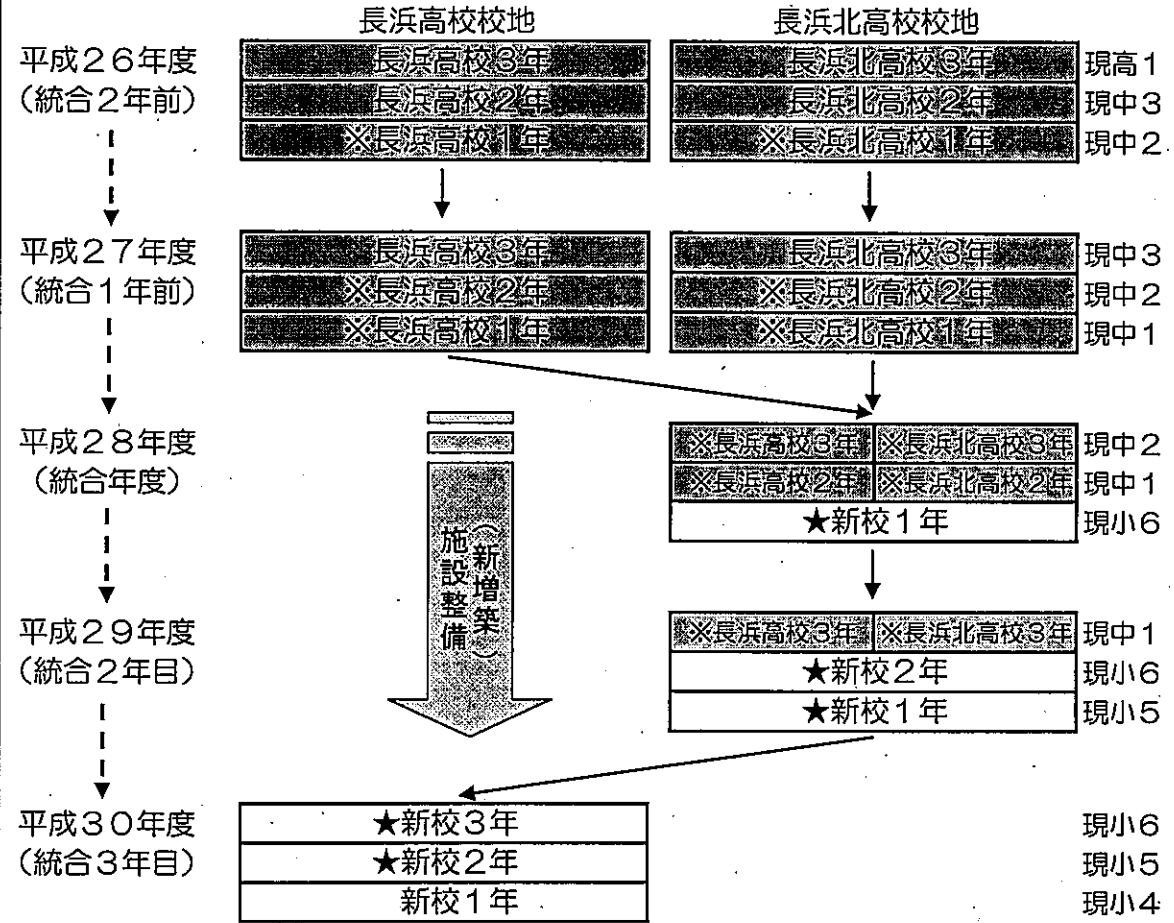 長浜高校校地 長浜北高校校地
平成26年度 長浜高校3年 長浜北高校3年 現高1
(統合2年前) 長浜高校2年 長浜北高校2年 現中3
※長浜高校1年 ※長浜北高校1年 現中2
平成27年度 長浜高校3年 長浜北高校3年 現中3
(統合1年前) ※長浜高校2年 ※長浜北高校2年 現中2
※長浜高校1年 ※長浜北高校1年 現中1
平成28年度 ※長浜高校3年 ※長浜北高校3年 現中2
(統合年度) ※長浜高校2年 ※長浜北高校2年 現中1
★新校1年 現小6
施設整備
(新増築)
平成29年度 ※長浜高校3年 ※長浜北高校3年 現中1
(統合2年目) ★新校2年 現小6
★新校1年 現小5
平成30年度 ★新校3年 現小6
(統合3年目) ★新校2年 現小5
新校1年 現小4